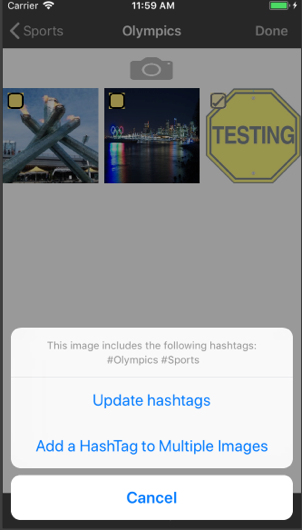 Carrier 11:59 AM
Sports Olympics Done
TESTING
This image includes the following hashtags:
#Olympics #Sports
Update hashtags
Add a HashTag to Multiple Images
Cancel